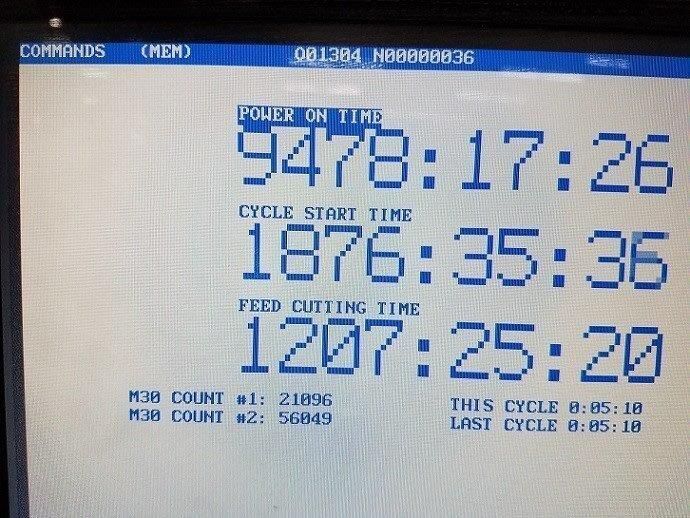 COMMANDS (MEM) O01304 N00000036
POWER ON TIME
9478:17:26
CYCLE START TIME
1876:35:36
FEED CUTTING TIME
1207:25:20
M30 COUNT #1: 21096
M30 COUNT #2: 56049
THIS CYCLE 0:05:10
LAST CYCLE 0:05:10